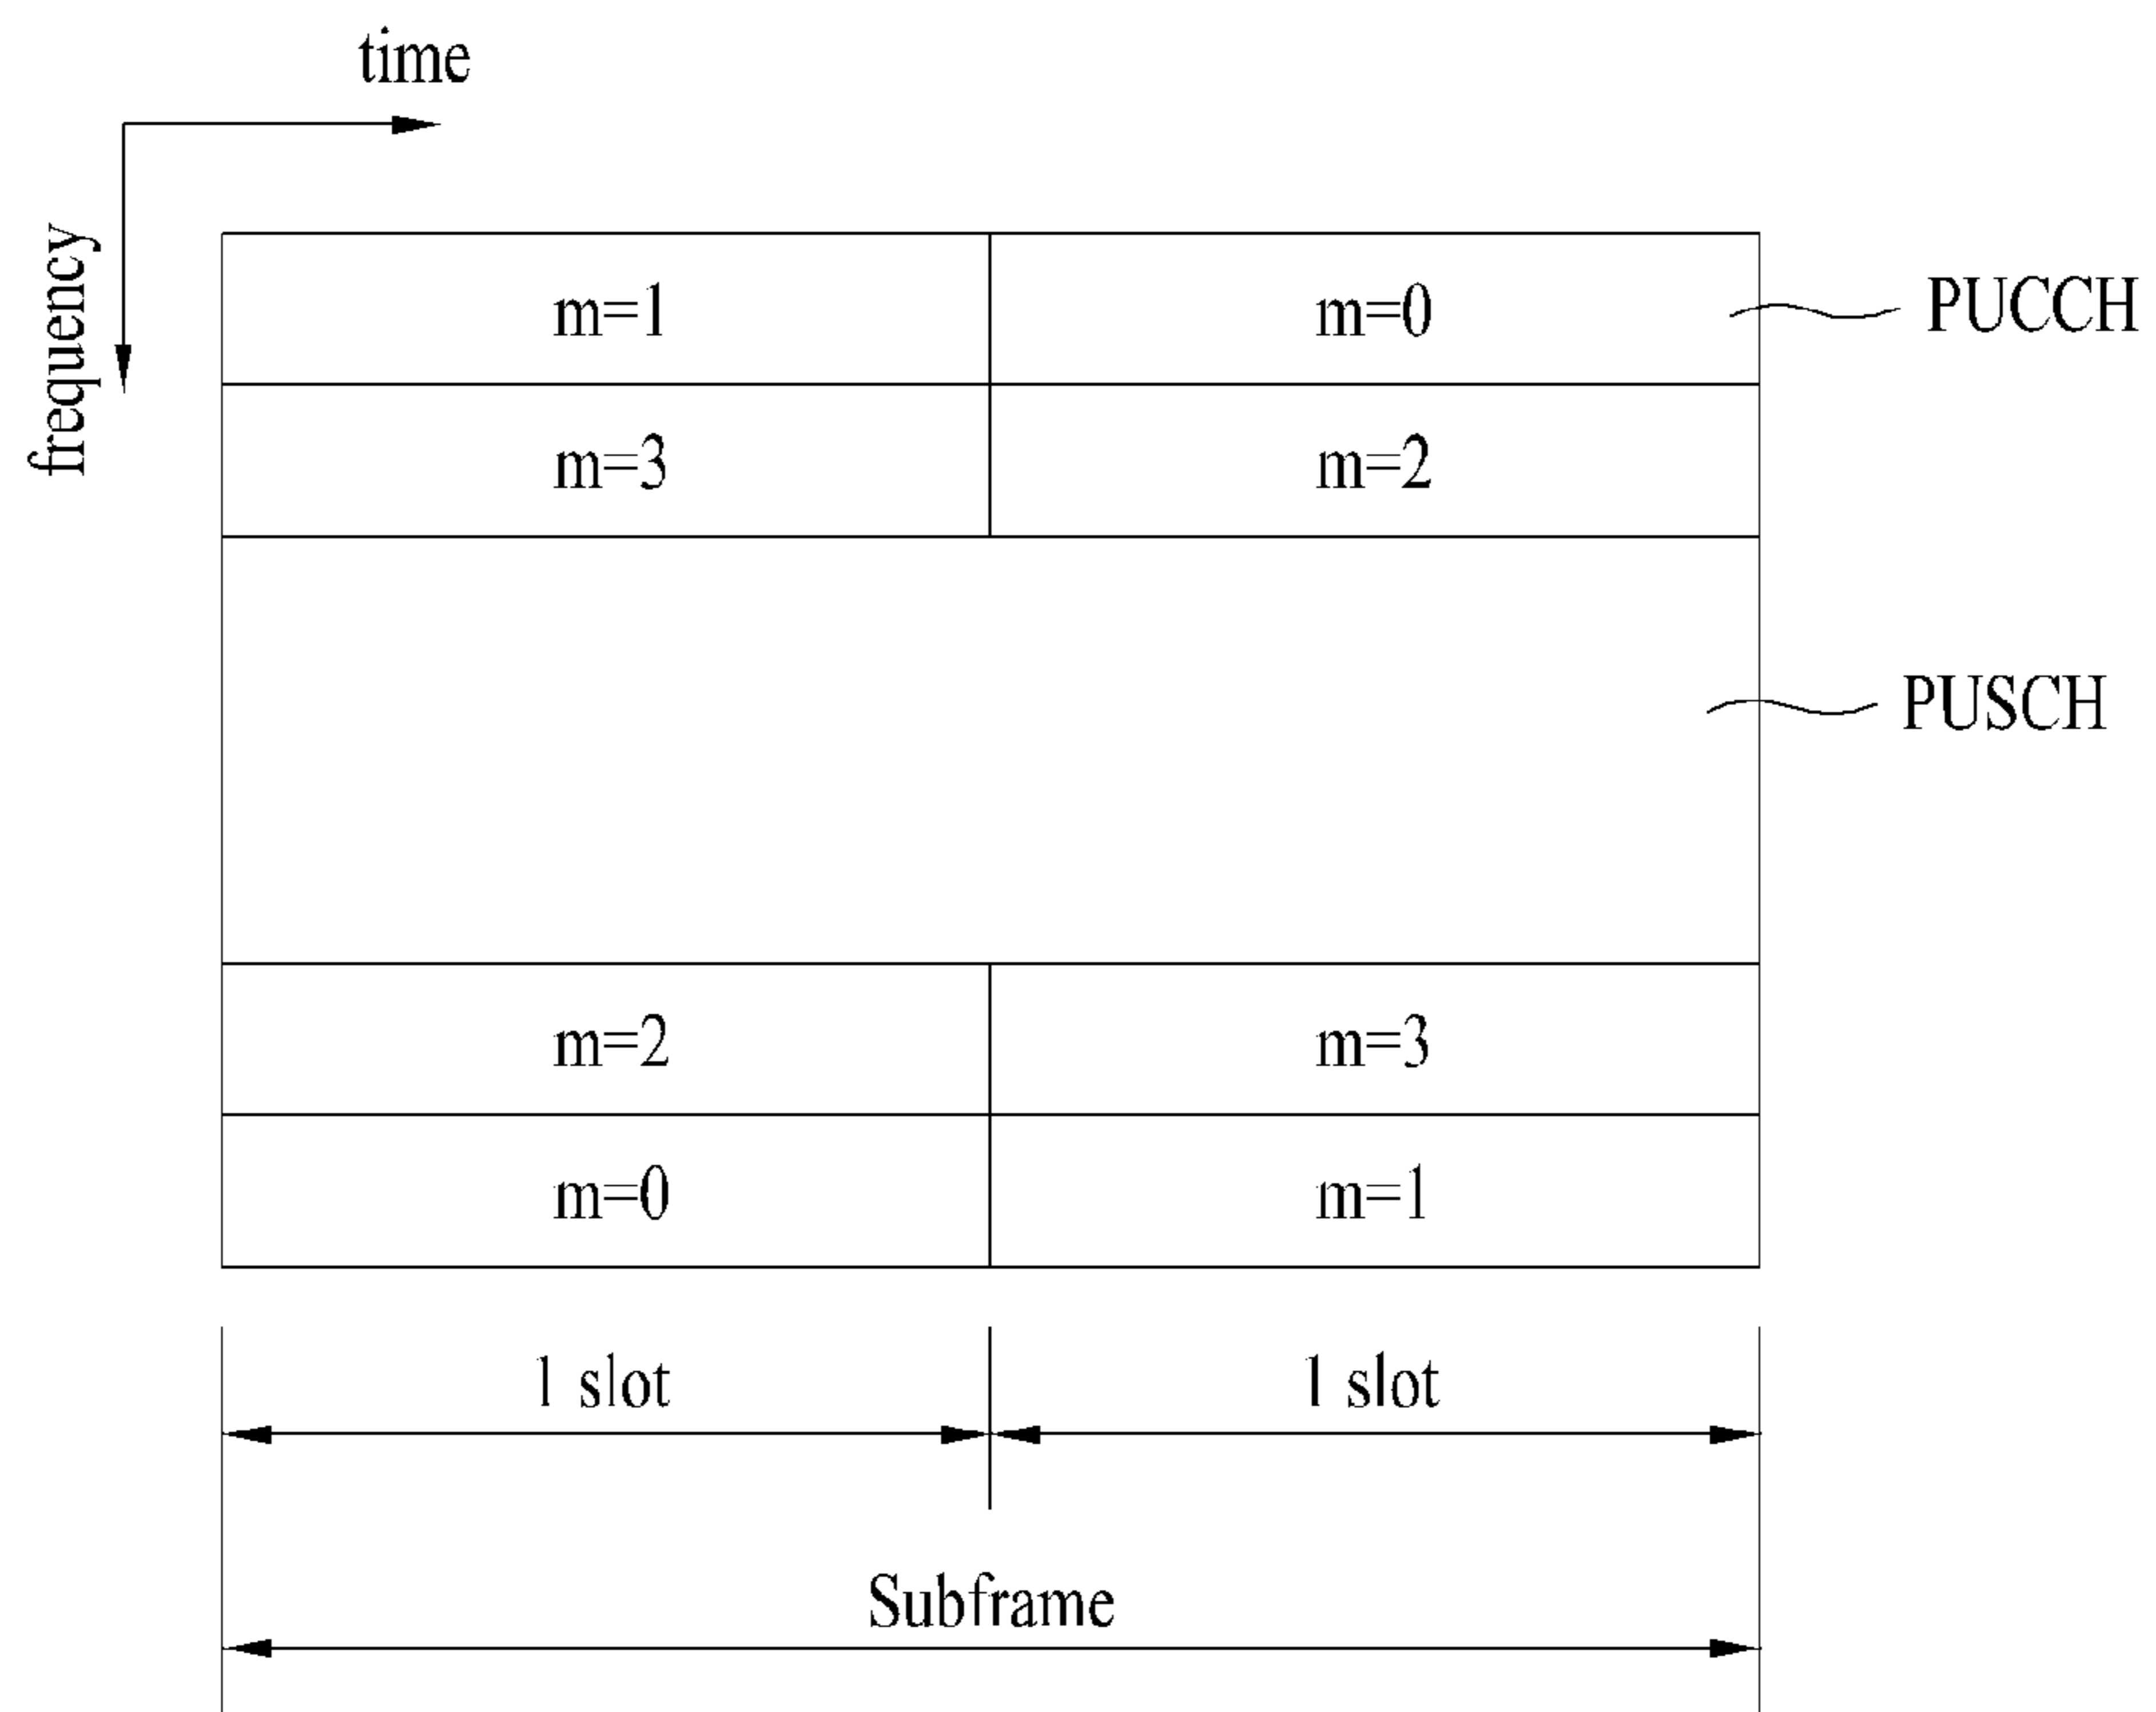 time
frequency
m=1
m=0
PUCCH
m=3
m=2
PUSCH
m=2
m=3
m=0
m=1
1 slot
1 slot
Subframe